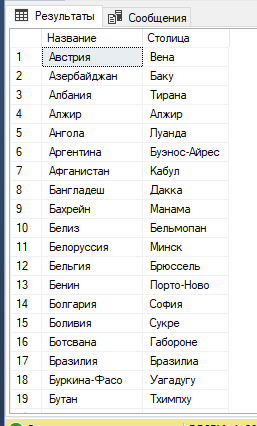 Результаты Сообщения
Название Столица
1 Австрия Вена
2 Азербайджан Баку
3 Албания Тирана
4 Алжир Алжир
5 Ангола Луанда
6 Аргентина Буэнос-Айрес
7 Афганистан Кабул
8 Бангладеш Дакка
9 Бахрейн Манама
10 Белиз Бельмопан
11 Белоруссия Минск
12 Бельгия Брюссель
13 Бенин Порто-Ново
14 Болгария София
15 Боливия Сукре
16 Ботсвана Габороне
17 Бразилия Бразилиа
18 Буркина-Фасо Уагадугу
19 Бутан Тхимпху